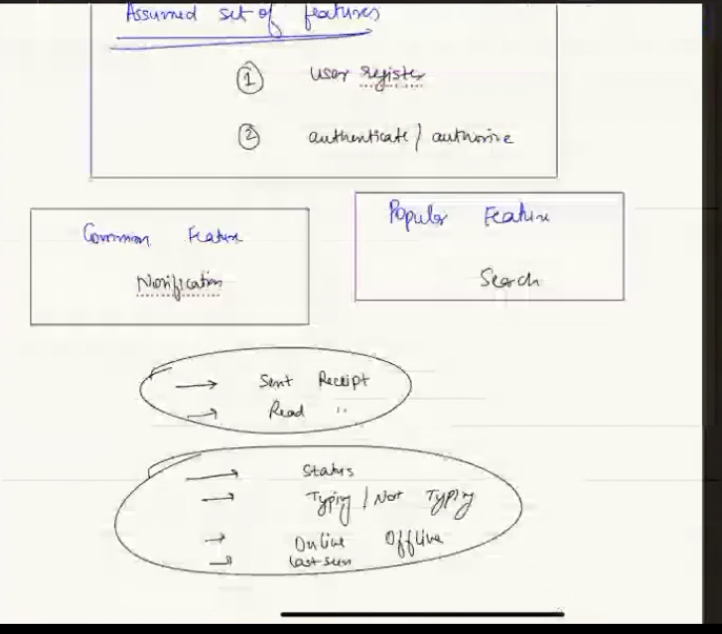 Assumed set of features
① User register
② authenticate / authorize
Common Feature
Notification
Popular Feature
Search
→ Sent Receipt
→ Read "
→ Status
→ Typing / Not Typing
→ Online Offline
→ Last seen